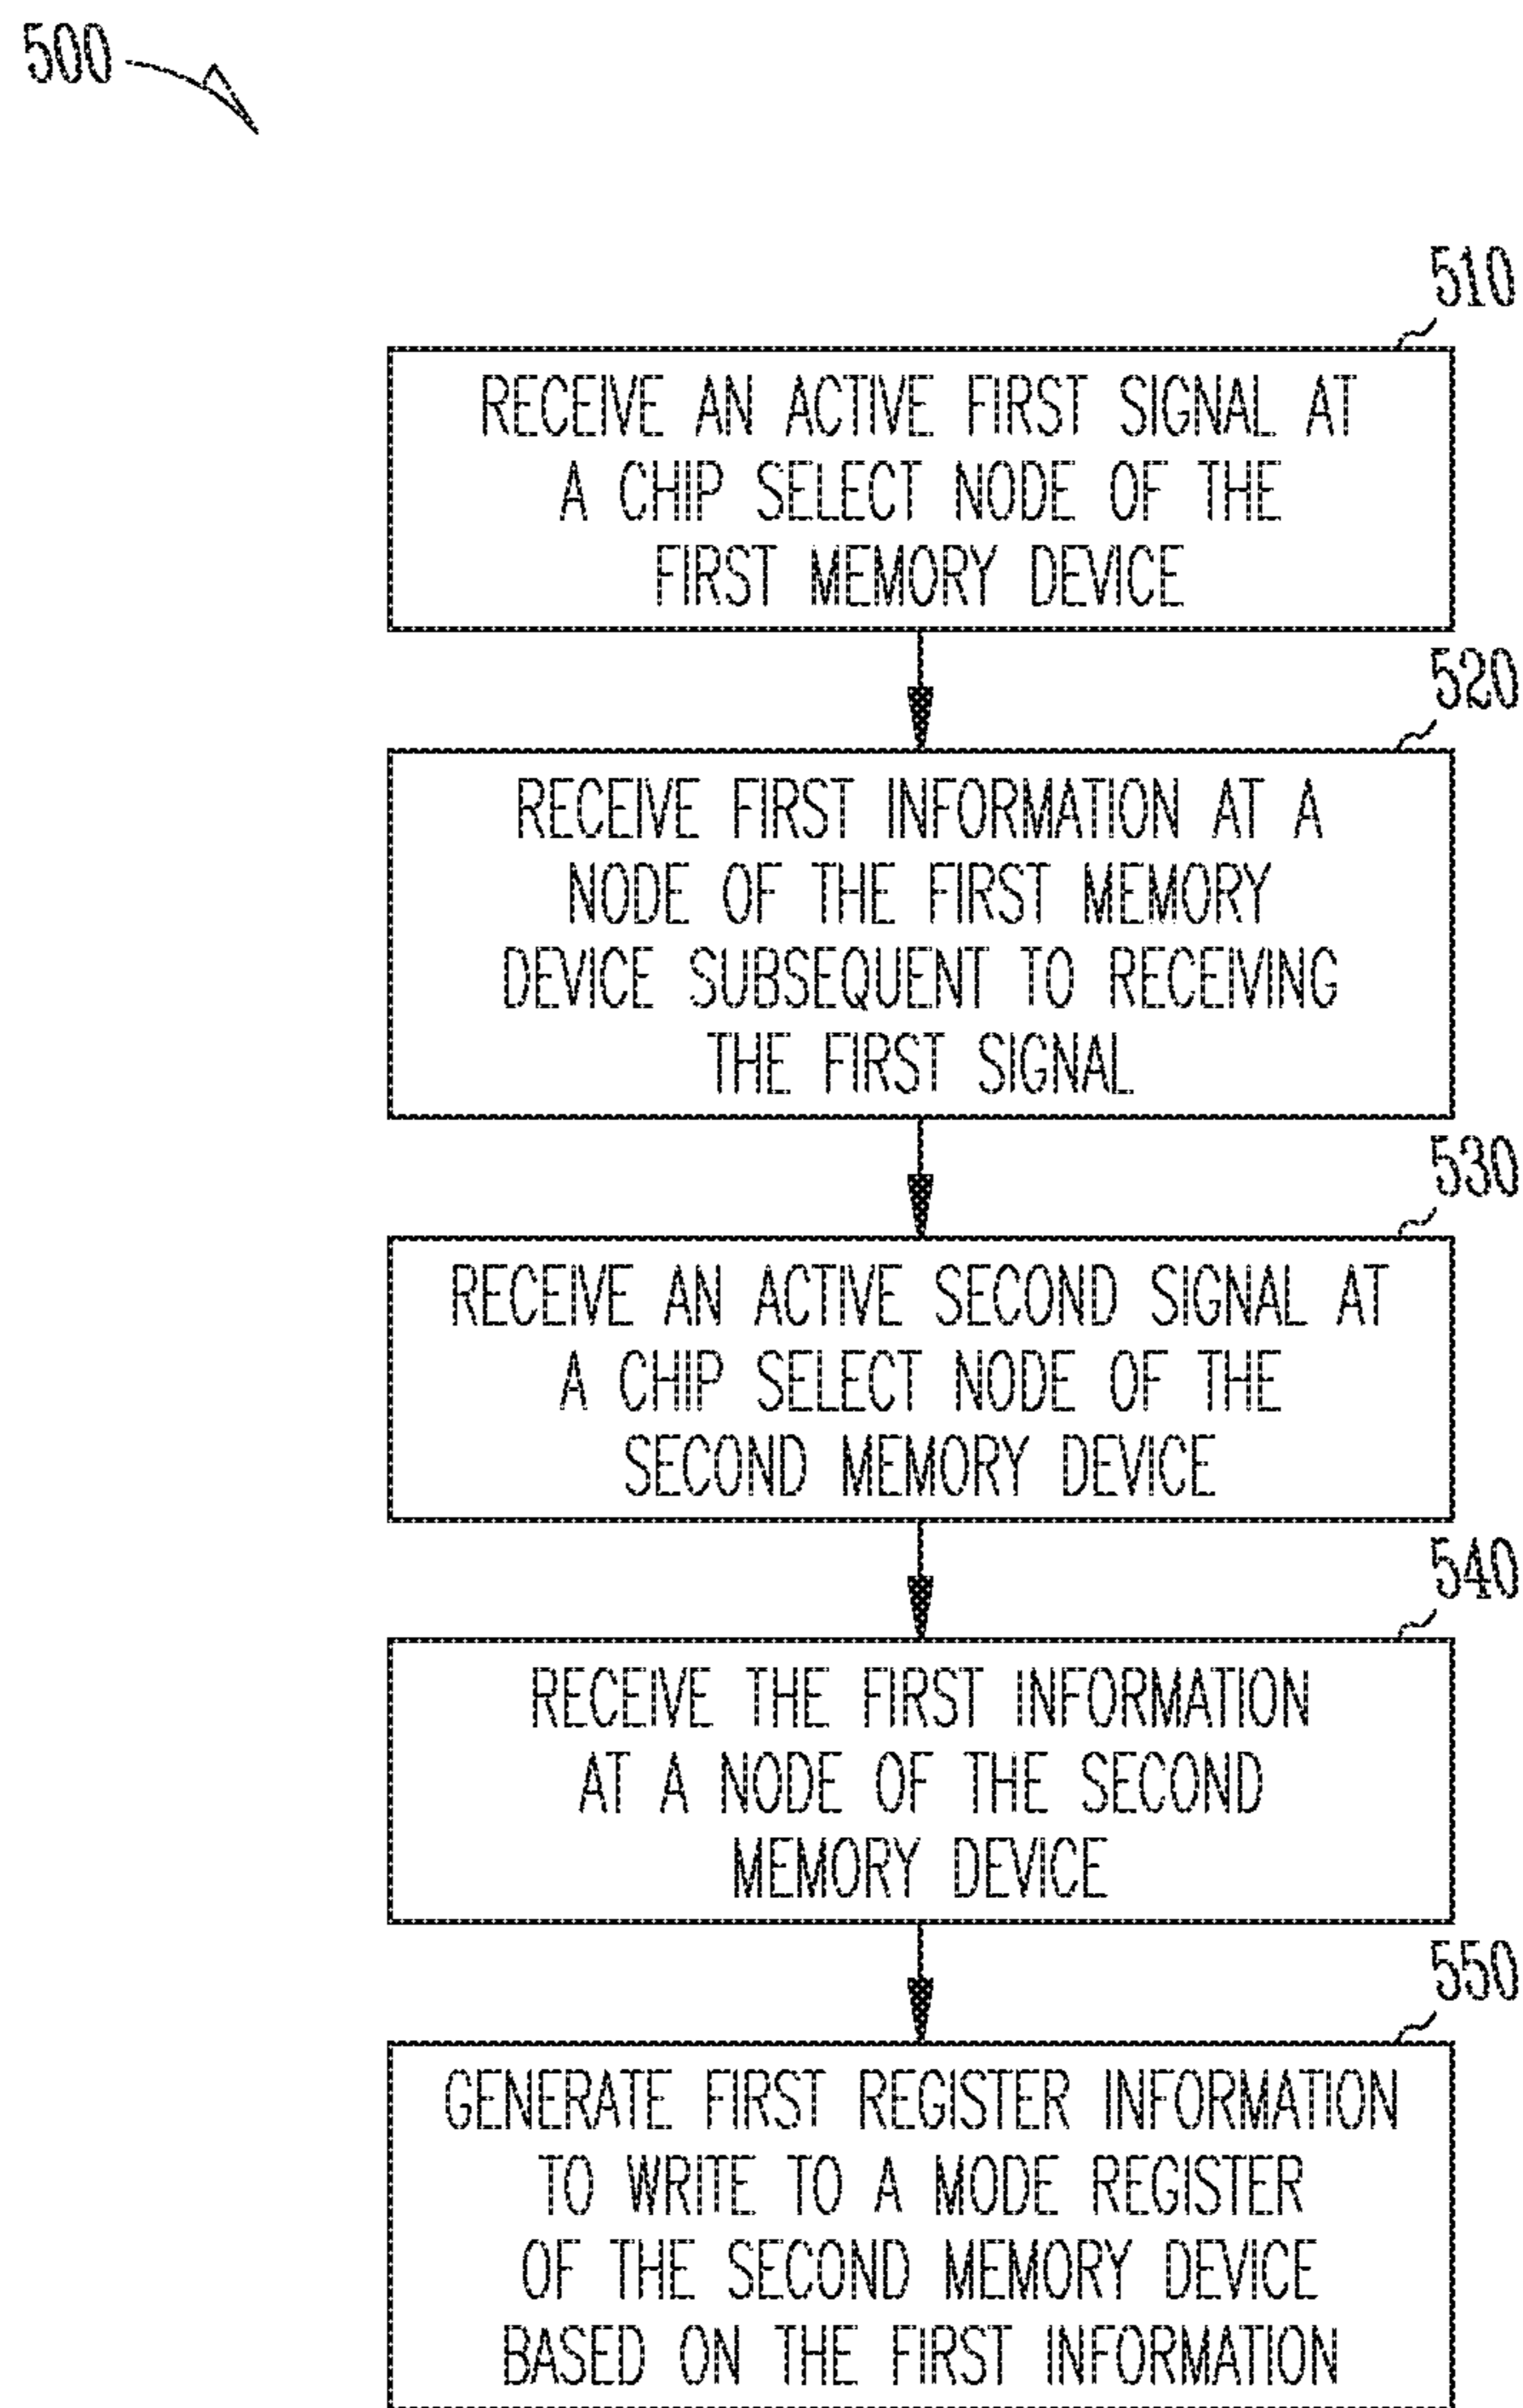 500
510
RECEIVE AN ACTIVE FIRST SIGNAL AT
A CHIP SELECT NODE OF THE
FIRST MEMORY DEVICE
520
RECEIVE FIRST INFORMATION AT A
NODE OF THE FIRST MEMORY
DEVICE SUBSEQUENT TO RECEIVING
THE FIRST SIGNAL
530
RECEIVE AN ACTIVE SECOND SIGNAL AT
A CHIP SELECT NODE OF THE
SECOND MEMORY DEVICE
540
RECEIVE THE FIRST INFORMATION
AT A NODE OF THE SECOND
MEMORY DEVICE
550
GENERATE FIRST REGISTER INFORMATION
TO WRITE TO A MODE REGISTER
OF THE SECOND MEMORY DEVICE
BASED ON THE FIRST INFORMATION